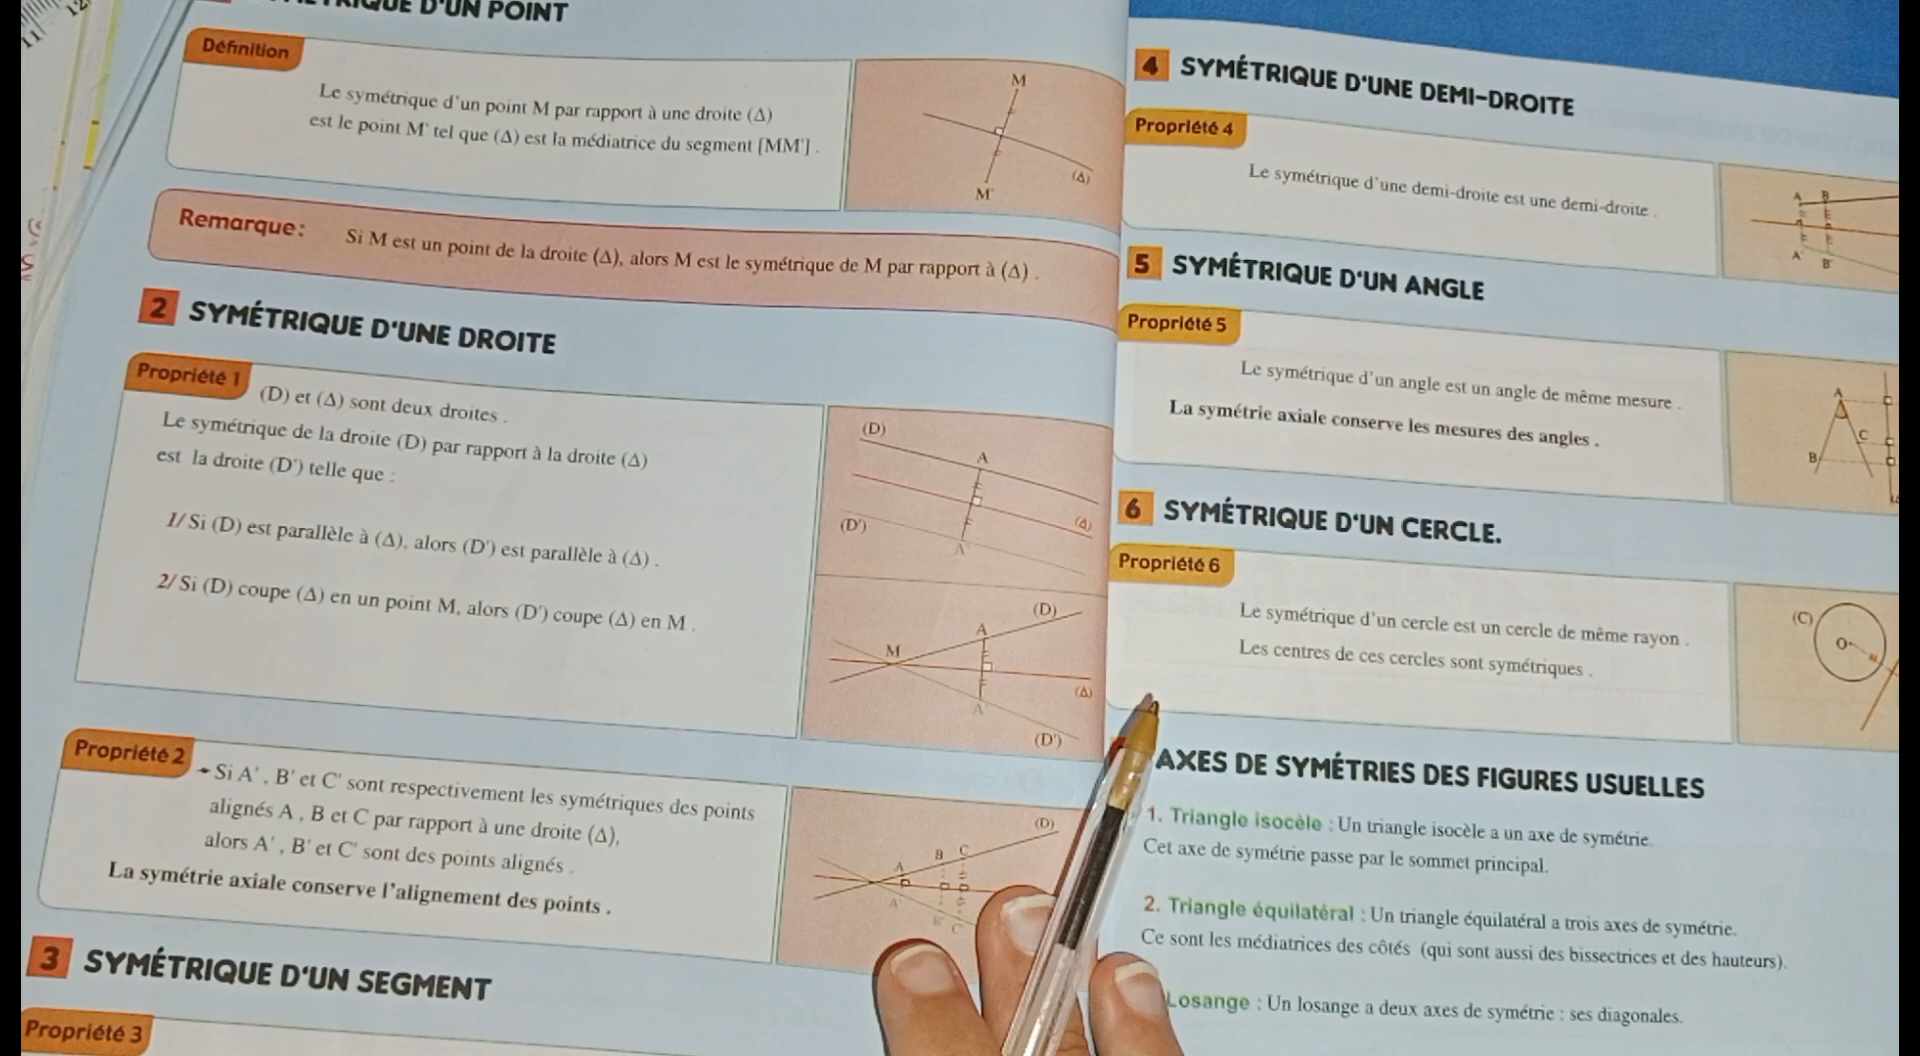 D'UN POINT
Définition
Le symétrique d'un point M par rapport à une droite (Δ)
est le point M' tel que (Δ) est la médiatrice du segment [MM'] .
M
(Δ)
M'
Remarque :
Si M est un point de la droite (Δ), alors M est le symétrique de M par rapport à (Δ) .
2 SYMÉTRIQUE D'UNE DROITE
Propriété 1
(D) et (Δ) sont deux droites .
Le symétrique de la droite (D) par rapport à la droite (Δ)
est la droite (D') telle que :
1/ Si (D) est parallèle à (Δ), alors (D') est parallèle à (Δ) .
2/ Si (D) coupe (Δ) en un point M, alors (D') coupe (Δ) en M .
(D)
A
(Δ)
(D')
A'
(D)
A
M
(Δ)
A'
(D')
Propriété 2
Si A' , B' et C' sont respectivement les symétriques des points
alignés A , B et C par rapport à une droite (Δ),
alors A' , B' et C' sont des points alignés .
La symétrie axiale conserve l'alignement des points .
(D)
A B C
A' B' C'
3 SYMÉTRIQUE D'UN SEGMENT
Propriété 3
4 SYMÉTRIQUE D'UNE DEMI-DROITE
Propriété 4
Le symétrique d'une demi-droite est une demi-droite .
A B
A' B'
5 SYMÉTRIQUE D'UN ANGLE
Propriété 5
Le symétrique d'un angle est un angle de même mesure .
La symétrie axiale conserve les mesures des angles .
A
C
B
6 SYMÉTRIQUE D'UN CERCLE.
Propriété 6
Le symétrique d'un cercle est un cercle de même rayon .
Les centres de ces cercles sont symétriques .
(C)
O
AXES DE SYMÉTRIES DES FIGURES USUELLES
1. Triangle isocèle : Un triangle isocèle a un axe de symétrie.
Cet axe de symétrie passe par le sommet principal.
2. Triangle équilatéral : Un triangle équilatéral a trois axes de symétrie.
Ce sont les médiatrices des côtés (qui sont aussi des bissectrices et des hauteurs).
Losange : Un losange a deux axes de symétrie : ses diagonales.
11
12